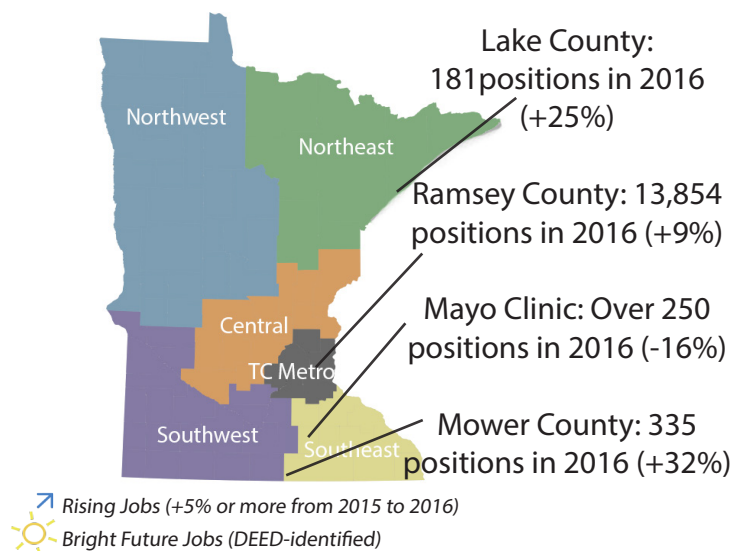 Lake County:
181positions in 2016
(+25%)
Northwest
Northeast
Ramsey County: 13,854
positions in 2016 (+9%)
Mayo Clinic: Over 250
positions in 2016 (-16%)
Central
TC Metro
Southwest
Southeast
Mower County: 335
positions in 2016 (+32%)
Rising Jobs (+5% or more from 2015 to 2016)
Bright Future Jobs (DEED-identified)